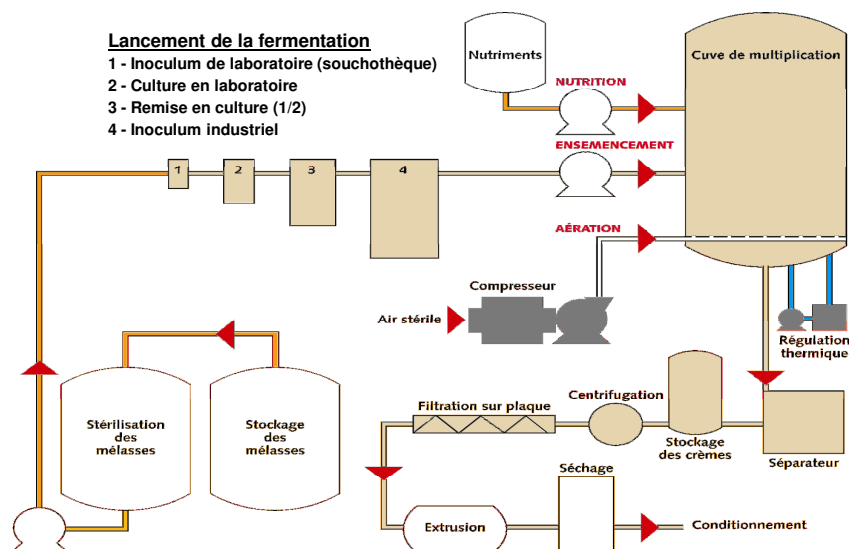 Lancement de la fermentation
1 - Inoculum de laboratoire (souchothèque)
2 - Culture en laboratoire
3 - Remise en culture (1/2)
4 - Inoculum industriel
Nutriments
Cuve de multiplication
NUTRITION
ENSEMENCEMENT
1
2
3
4
AÉRATION
Compresseur
Air stérile
Régulation
thermique
Stérilisation
des
mélasses
Stockage
des
mélasses
Filtration sur plaque
Centrifugation
Stockage
des crèmes
Séparateur
Séchage
Extrusion
Conditionnement